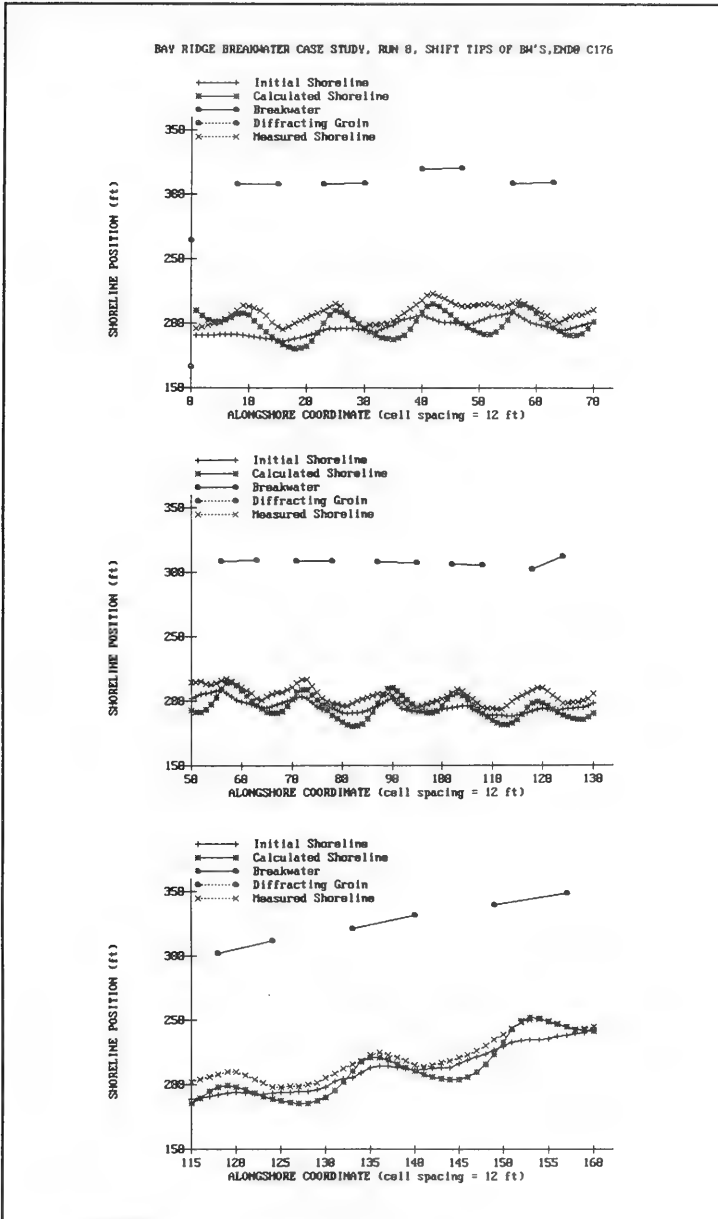 BAY RIDGE BREAKWATER CASE STUDY, RUN 8, SHIFT TIPS OF BW'S,END@ C176
Initial Shoreline
Calculated Shoreline
Breakwater
Diffracting Groin
Measured Shoreline
SHORELINE POSITION (ft)
350
300
250
200
150
0 10 20 30 40 50 60 70
ALONGSHORE COORDINATE (cell spacing = 12 ft)
Initial Shoreline
Calculated Shoreline
Breakwater
Diffracting Groin
Measured Shoreline
SHORELINE POSITION (ft)
350
300
250
200
150
50 60 70 80 90 100 110 120 130
ALONGSHORE COORDINATE (cell spacing = 12 ft)
Initial Shoreline
Calculated Shoreline
Breakwater
Diffracting Groin
Measured Shoreline
SHORELINE POSITION (ft)
350
300
250
200
150
115 120 125 130 135 140 145 150 155 160
ALONGSHORE COORDINATE (cell spacing = 12 ft)